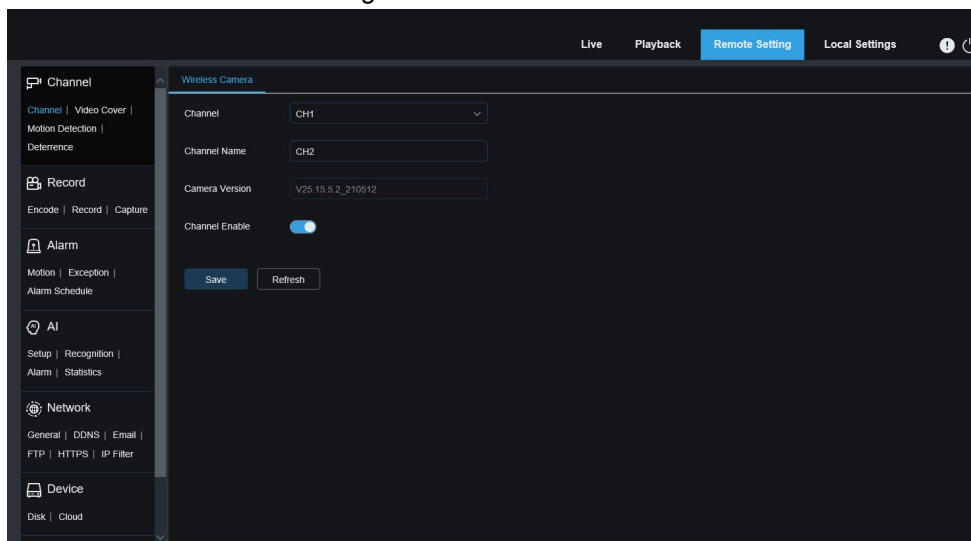 Live Playback Remote Setting Local Settings
Channel
Channel | Video Cover |
Motion Detection |
Deterrence
Record
Encode | Record | Capture
Alarm
Motion | Exception |
Alarm Schedule
AI
Setup | Recognition |
Alarm | Statistics
Network
General | DDNS | Email |
FTP | HTTPS | IP Filter
Device
Disk | Cloud
Wireless Camera
Channel CH1
Channel Name CH2
Camera Version V25.15.5.2_210512
Channel Enable
Save Refresh